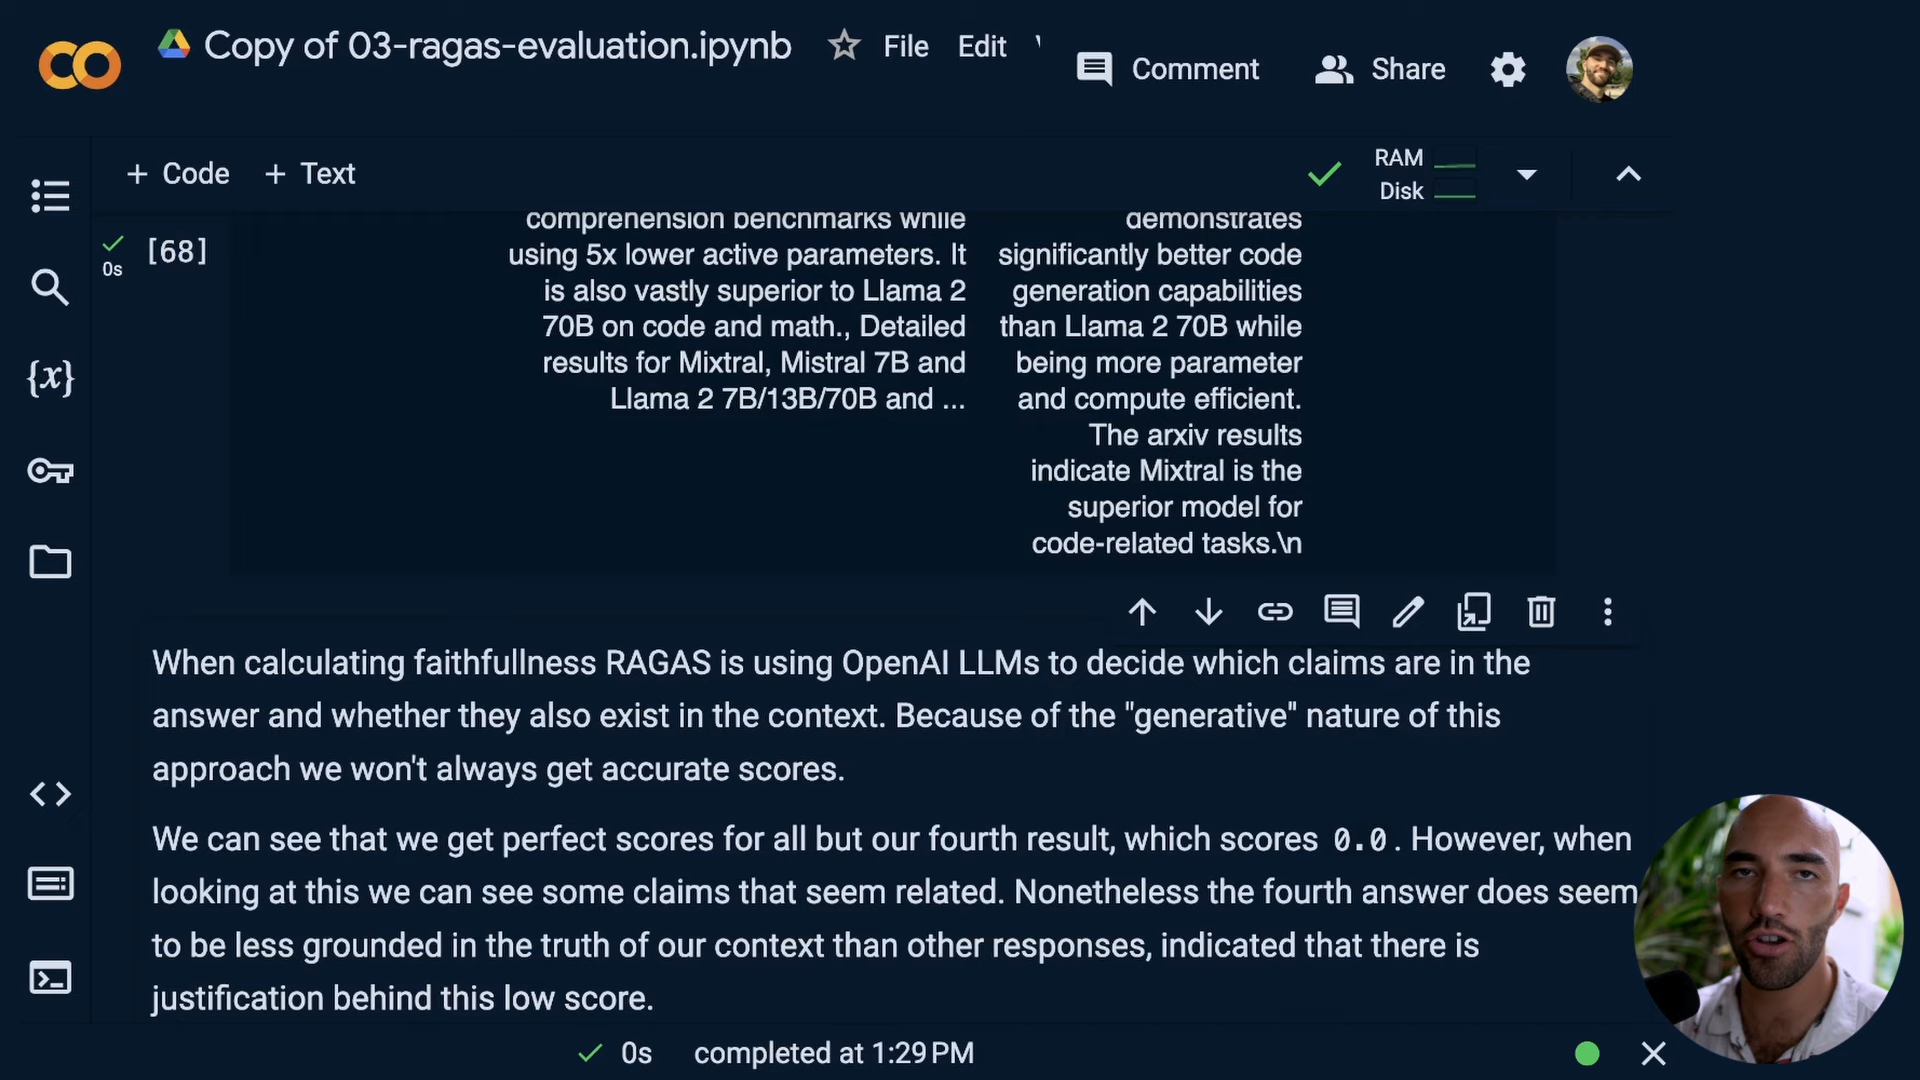 Copy of 03-ragas-evaluation.ipynb
File Edit
Comment
Share
+ Code + Text
RAM
Disk
[68]
0s
comprehension benchmarks while
using 5x lower active parameters. It
is also vastly superior to Llama 2
70B on code and math., Detailed
results for Mixtral, Mistral 7B and
Llama 2 7B/13B/70B and ...
demonstrates
significantly better code
generation capabilities
than Llama 2 70B while
being more parameter
and compute efficient.
The arxiv results
indicate Mixtral is the
superior model for
code-related tasks.\n
When calculating faithfullness RAGAS is using OpenAI LLMs to decide which claims are in the
answer and whether they also exist in the context. Because of the "generative" nature of this
approach we won't always get accurate scores.
We can see that we get perfect scores for all but our fourth result, which scores 0.0. However, when
looking at this we can see some claims that seem related. Nonetheless the fourth answer does seem
to be less grounded in the truth of our context than other responses, indicated that there is
justification behind this low score.
0s completed at 1:29 PM